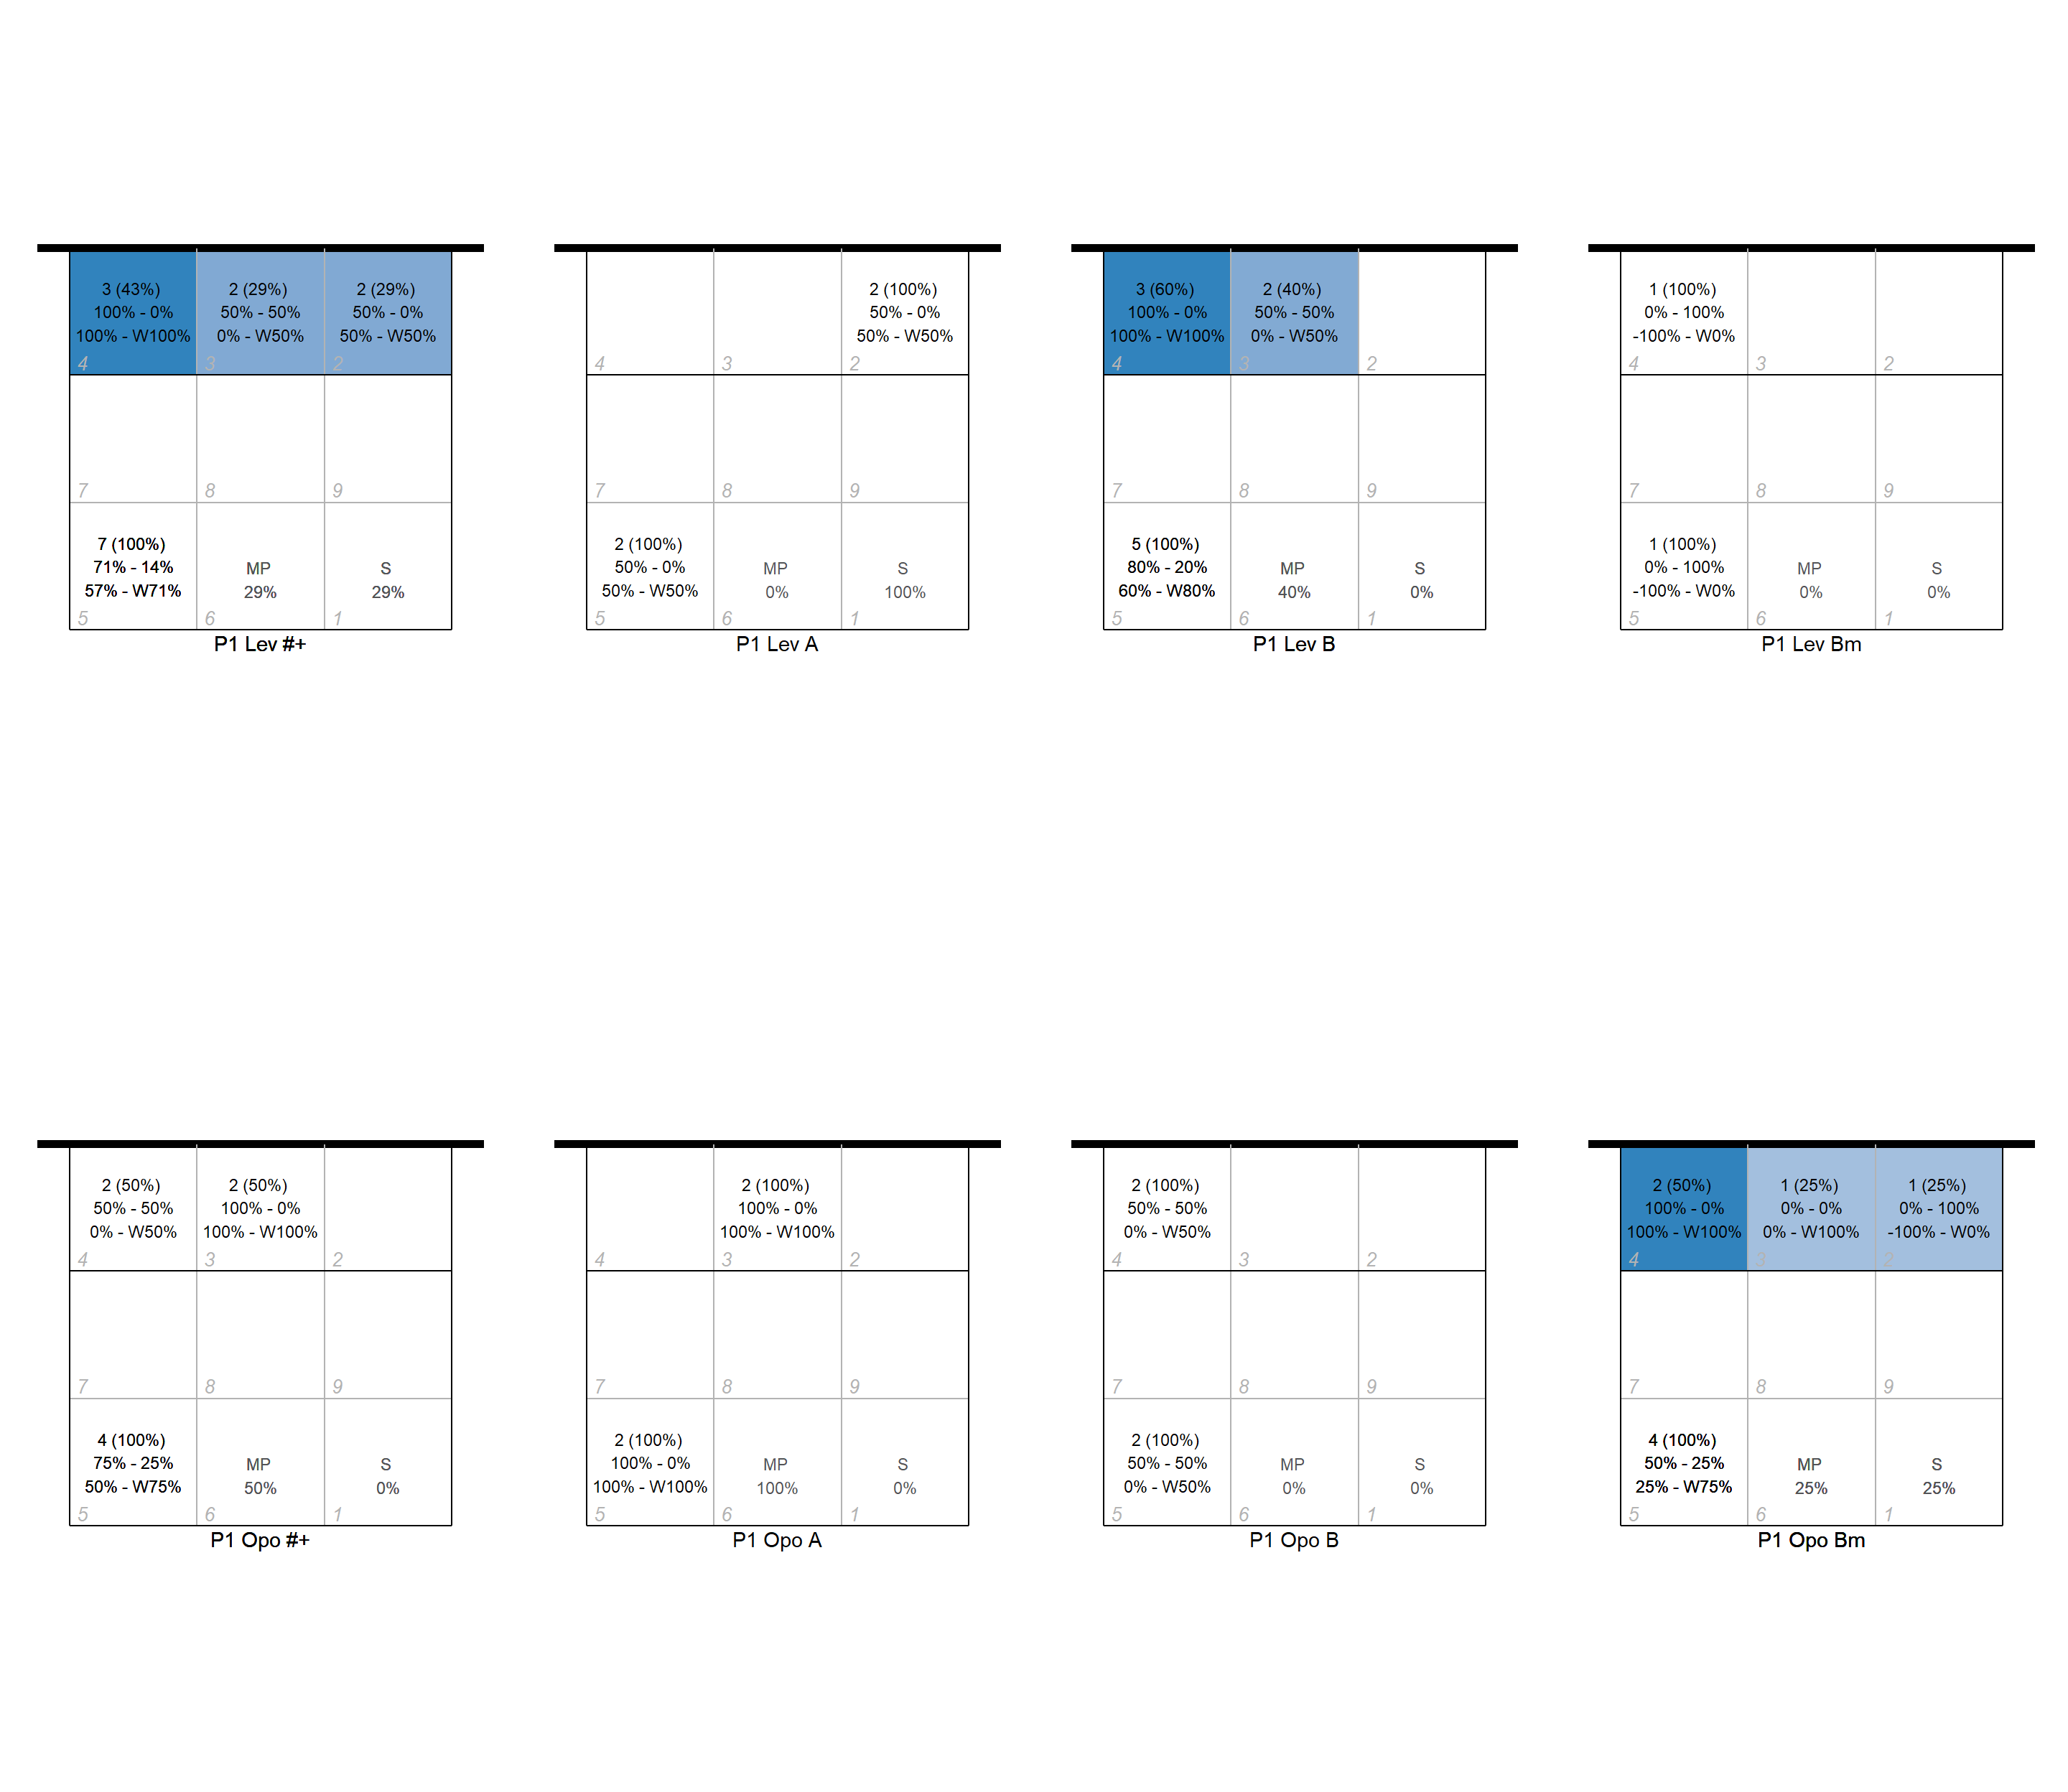 3 (43%)
100% - 0%
100% - W100%
4
2 (29%)
50% - 50%
0% - W50%
3
2 (29%)
50% - 0%
50% - W50%
2
7
8
9
7 (100%)
71% - 14%
57% - W71%
5
MP
29%
6
S
29%
1
P1 Lev #+
4
3
2 (100%)
50% - 0%
50% - W50%
2
7
8
9
2 (100%)
50% - 0%
50% - W50%
5
MP
0%
6
S
100%
1
P1 Lev A
3 (60%)
100% - 0%
100% - W100%
4
2 (40%)
50% - 50%
0% - W50%
3
2
7
8
9
5 (100%)
80% - 20%
60% - W80%
5
MP
40%
6
S
0%
1
P1 Lev B
1 (100%)
0% - 100%
-100% - W0%
4
3
2
7
8
9
1 (100%)
0% - 100%
-100% - W0%
5
MP
0%
6
S
0%
1
P1 Lev Bm
2 (50%)
50% - 50%
0% - W50%
4
2 (50%)
100% - 0%
100% - W100%
3
2
7
8
9
4 (100%)
75% - 25%
50% - W75%
5
MP
50%
6
S
0%
1
P1 Opo #+
4
2 (100%)
100% - 0%
100% - W100%
3
2
7
8
9
2 (100%)
100% - 0%
100% - W100%
5
MP
100%
6
S
0%
1
P1 Opo A
2 (100%)
50% - 50%
0% - W50%
4
3
2
7
8
9
2 (100%)
50% - 50%
0% - W50%
5
MP
0%
6
S
0%
1
P1 Opo B
2 (50%)
100% - 0%
100% - W100%
4
1 (25%)
0% - 0%
0% - W100%
3
1 (25%)
0% - 100%
-100% - W0%
2
7
8
9
4 (100%)
50% - 25%
25% - W75%
5
MP
25%
6
S
25%
1
P1 Opo Bm